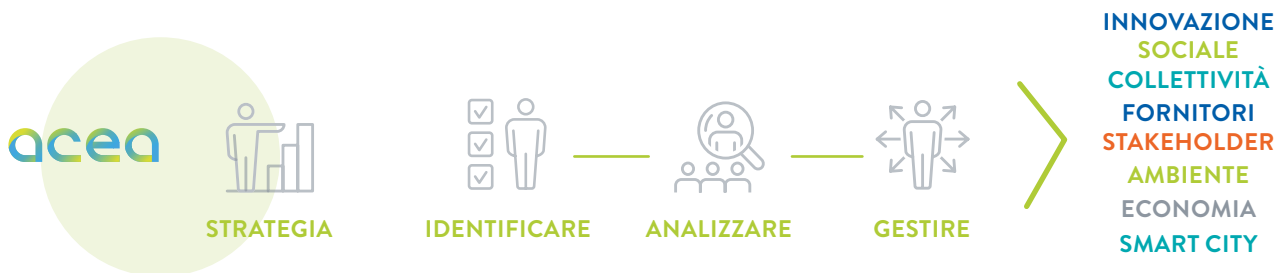 acea
STRATEGIA
IDENTIFICARE
ANALIZZARE
GESTIRE
INNOVAZIONE
SOCIALE
COLLETTIVITÀ
FORNITORI
STAKEHOLDER
AMBIENTE
ECONOMIA
SMART CITY